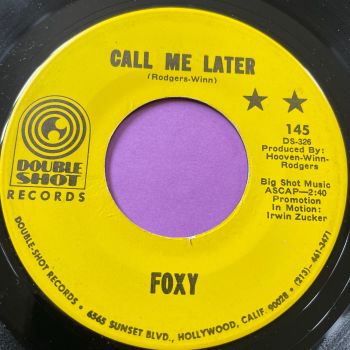 CALL ME LATER
(Rodgers-Winn)
DOUBLE
SHOT
RECORDS
145
DS-326
Produced By:
Hooven-Winn-
Rodgers
Big Shot Music
ASCAP—2:40
Promotion
In Motion:
Irwin Zucker
FOXY
DOUBLE-SHOT RECORDS • 6565 SUNSET BLVD., HOLLYWOOD, CALIF. 90028 • (213)-461-3471